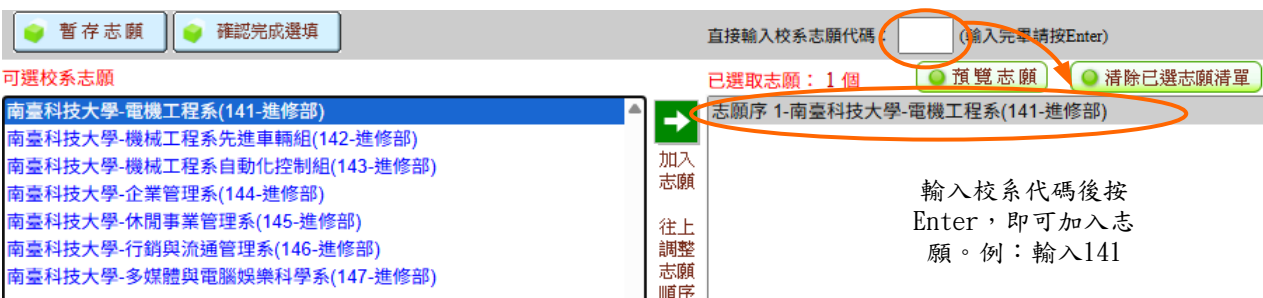 暫存志願
確認完成選填
直接輸入校系志願代碼：
(輸入完畢請按Enter)
可選校系志願
已選取志願：1 個
預覽志願
清除已選志願清單
南臺科技大學-電機工程系(141-進修部)
南臺科技大學-機械工程系先進車輛組(142-進修部)
南臺科技大學-機械工程系自動化控制組(143-進修部)
南臺科技大學-企業管理系(144-進修部)
南臺科技大學-休閒事業管理系(145-進修部)
南臺科技大學-行銷與流通管理系(146-進修部)
南臺科技大學-多媒體與電腦娛樂科學系(147-進修部)
加入
志願
往上
調整
志願
順序
志願序 1-南臺科技大學-電機工程系(141-進修部)
輸入校系代碼後按
Enter，即可加入志
願。例：輸入141